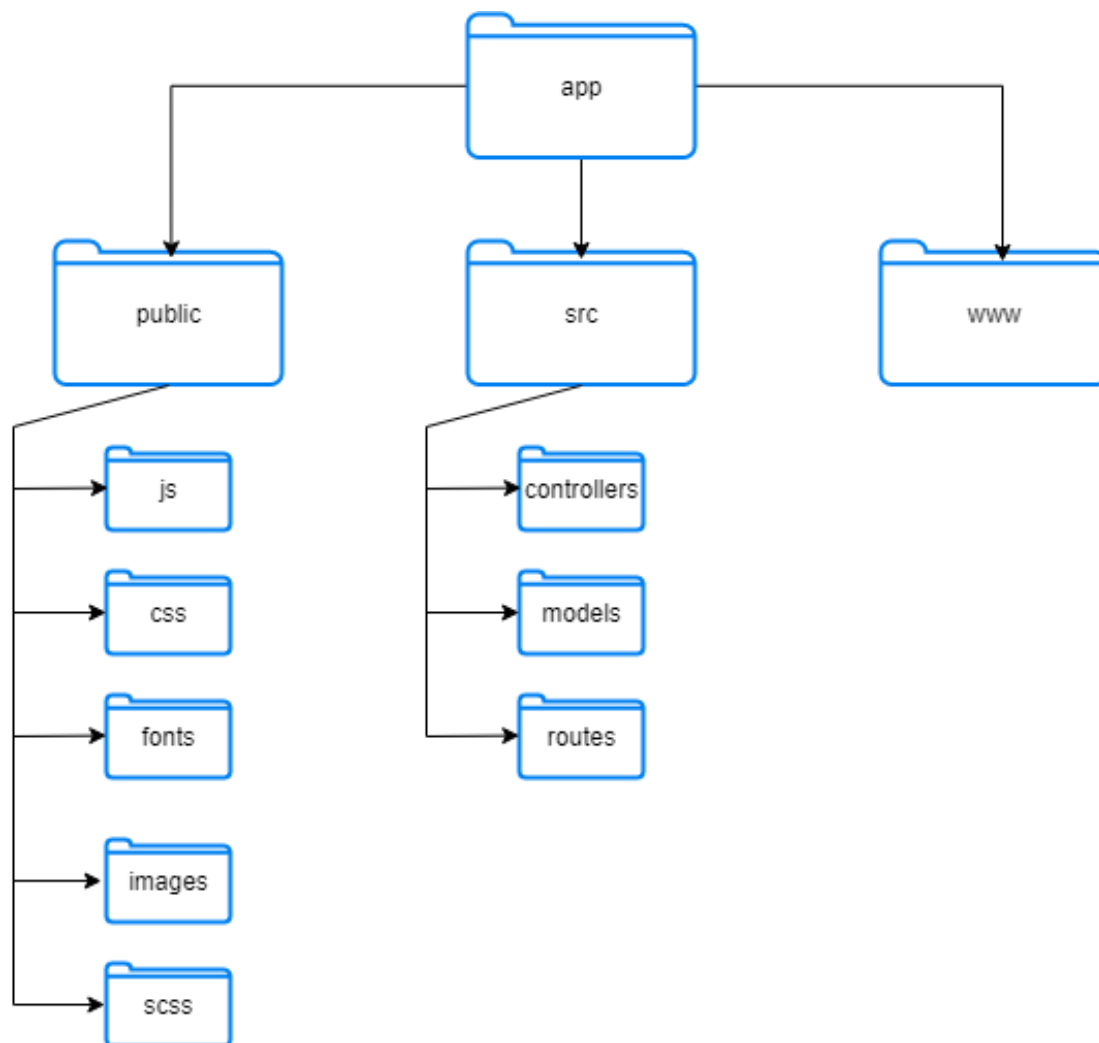 app
public
src
www
js
controllers
css
models
fonts
routes
images
scss